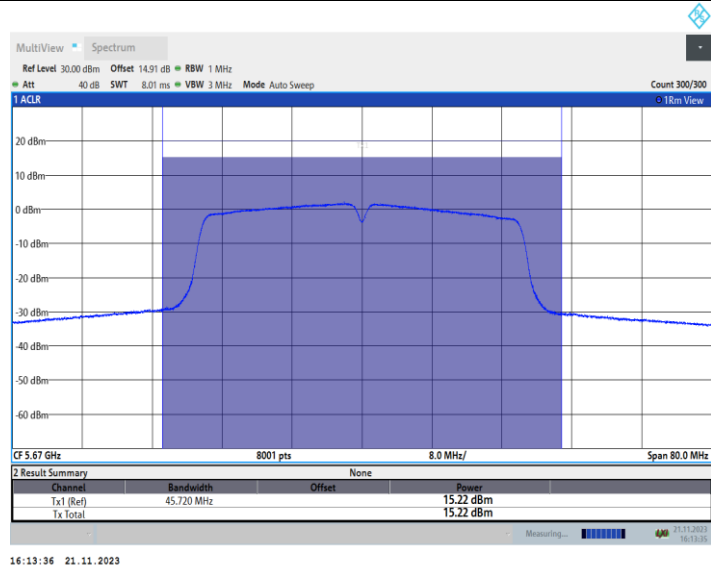 R S
MultiView Spectrum
Ref Level 30.00 dBm Offset 14.91 dB RBW 1 MHz
Att 40 dB SWT 8.01 ms VBW 3 MHz Mode Auto Sweep Count 300/300
1 ACLR 1Rm View
20 dBm
10 dBm
0 dBm
-10 dBm
-20 dBm
-30 dBm
-40 dBm
-50 dBm
-60 dBm
CF 5.67 GHz 8001 pts 8.0 MHz/ Span 80.0 MHz
2 Result Summary None
Channel Bandwidth Offset Power
Tx1 (Ref) 45.720 MHz 15.22 dBm
Tx Total 15.22 dBm
Measuring... 21.11.2023
16:13:35
16:13:36 21.11.2023